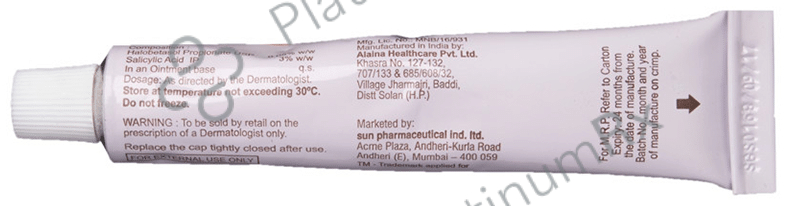 Composition
Halobetasol Propionate
Salicylic Acid IP 3% w/w
In an Ointment base q.s.
Dosage: As directed by the Dermatologist.
Store at temperature not exceeding 30°C.
Do not freeze.
WARNING : To be sold by retail on the
prescription of a Dermatologist only.
Replace the cap tightly closed after use.
FOR EXTERNAL USE ONLY
Mfg. Lic. No.: MNB/16/931
Manufactured in India by:
Alaina Healthcare Pvt. Ltd.
Khasra No. 127-132,
707/133 & 685/608/32,
Village Jharmajri, Baddi,
Distt Solan (H.P.)
Marketed by:
sun pharmaceutical ind. ltd.
Acme Plaza, Andheri-Kurla Road
Andheri (E), Mumbai – 400 059
TM - Trademark applied for
For M.R.P. Refer to Carton
Expiry: 24 months from
the date of manufacture.
Batch No., month and year
of manufacture on crimp.